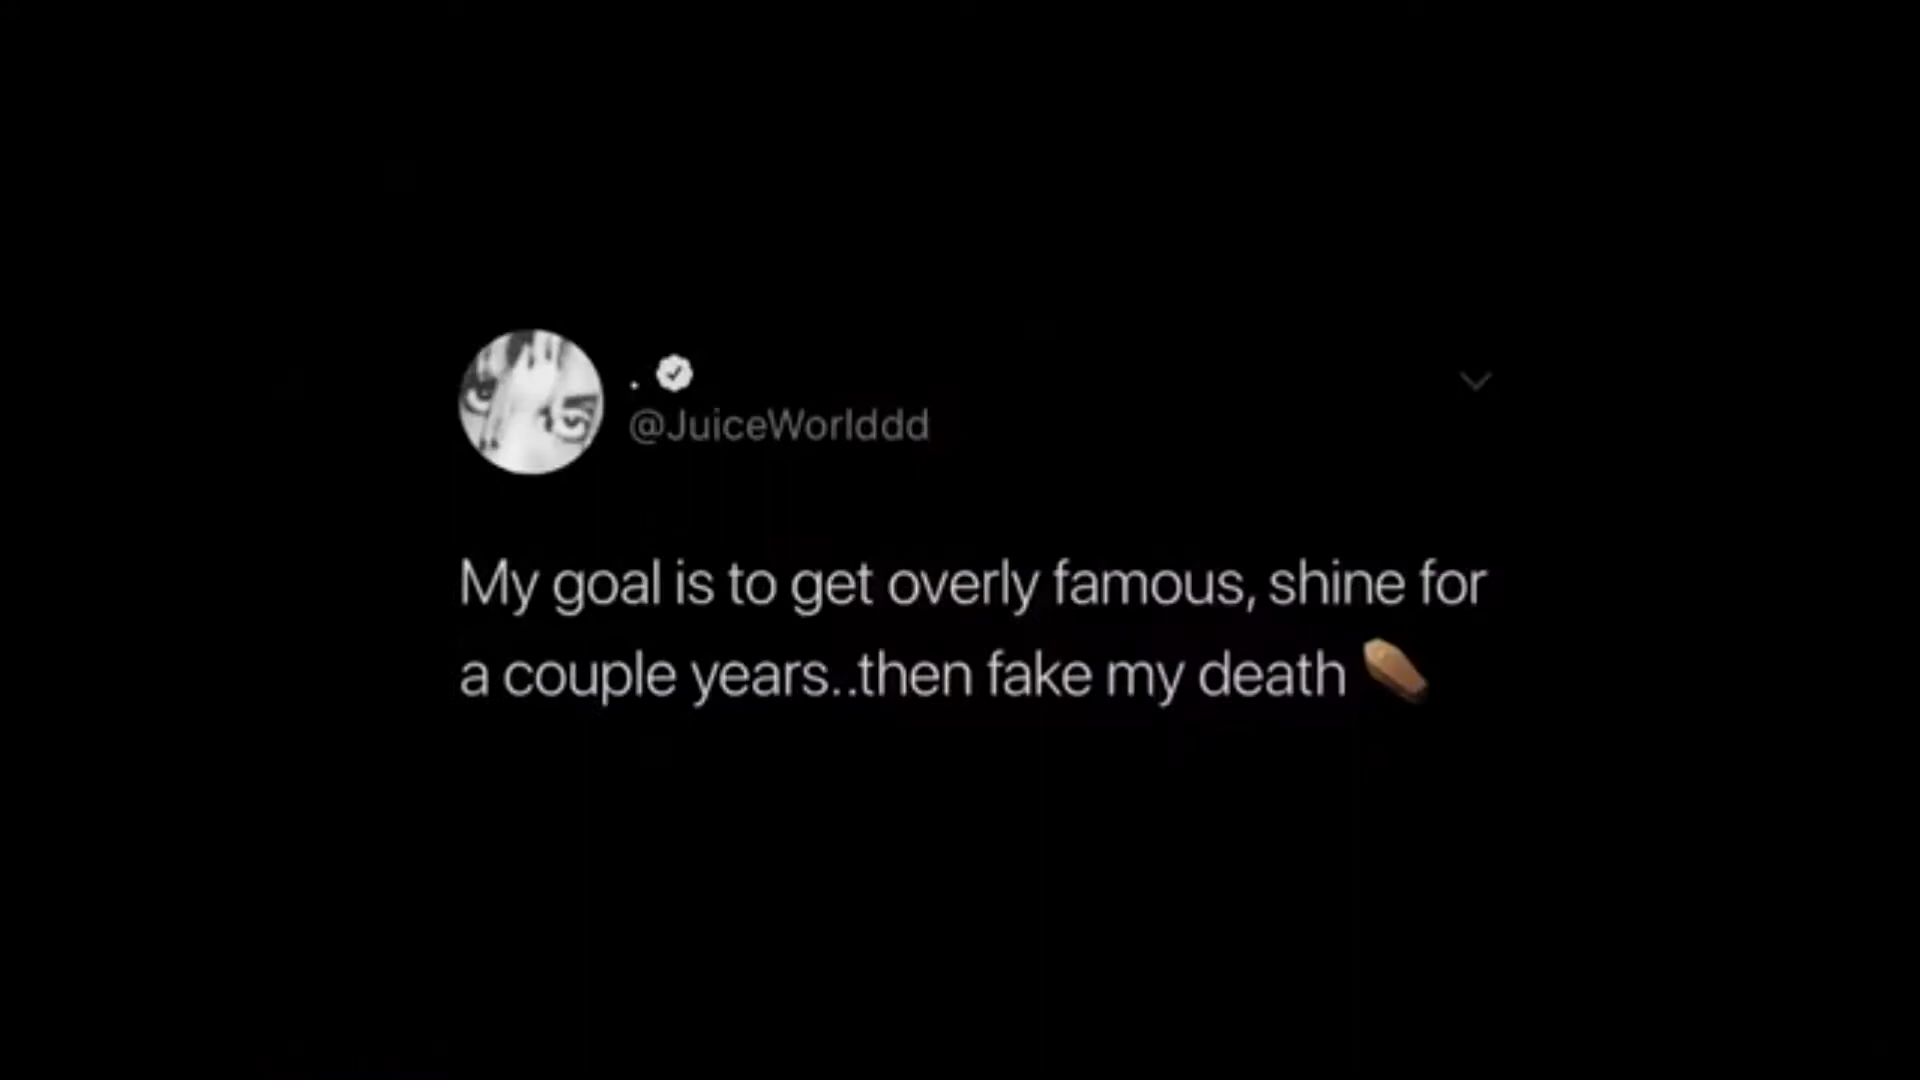 .
@JuiceWorlddd
My goal is to get overly famous, shine for
a couple years..then fake my death ⚰️